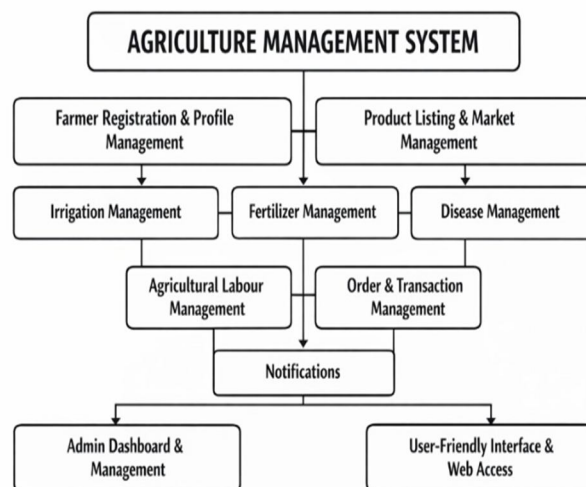 AGRICULTURE MANAGEMENT SYSTEM
Farmer Registration & Profile
Management
Product Listing & Market
Management
Irrigation Management
Fertilizer Management
Disease Management
Agricultural Labour
Management
Order & Transaction
Management
Notifications
Admin Dashboard &
Management
User-Friendly Interface &
Web Access